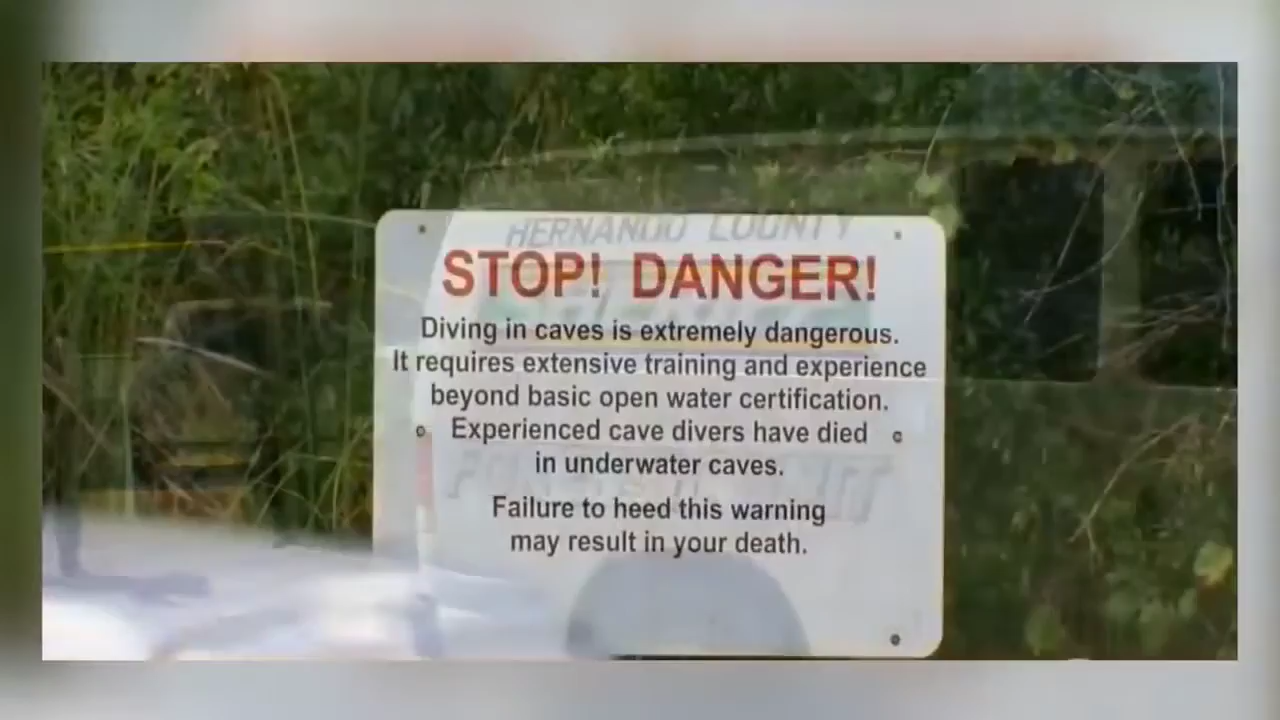 HERNANDO COUNTY
STOP! DANGER!
Diving in caves is extremely dangerous.
It requires extensive training and experience
beyond basic open water certification.
Experienced cave divers have died
in underwater caves.
Failure to heed this warning
may result in your death.